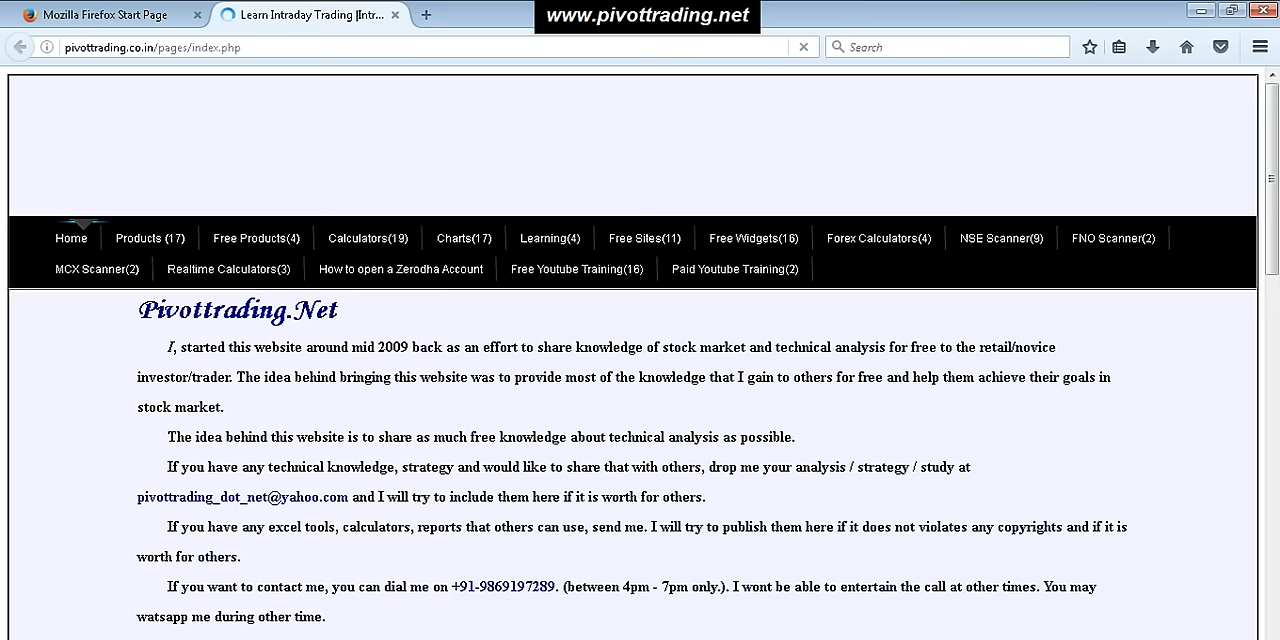 Mozilla Firefox Start Page
Learn Intraday Trading |Intr...
www.pivottrading.net
pivottrading.co.in/pages/index.php
Search
Home Products (17) Free Products(4) Calculators(19) Charts(17) Learning(4) Free Sites(11) Free Widgets(16) Forex Calculators(4) NSE Scanner(9) FNO Scanner(2)
MCX Scanner(2) Realtime Calculators(3) How to open a Zerodha Account Free Youtube Training(16) Paid Youtube Training(2)
Pivottrading.Net
I, started this website around mid 2009 back as an effort to share knowledge of stock market and technical analysis for free to the retail/novice
investor/trader. The idea behind bringing this website was to provide most of the knowledge that I gain to others for free and help them achieve their goals in
stock market.
The idea behind this website is to share as much free knowledge about technical analysis as possible.
If you have any technical knowledge, strategy and would like to share that with others, drop me your analysis / strategy / study at
pivottrading_dot_net@yahoo.com and I will try to include them here if it is worth for others.
If you have any excel tools, calculators, reports that others can use, send me. I will try to publish them here if it does not violates any copyrights and if it is
worth for others.
If you want to contact me, you can dial me on +91-9869197289. (between 4pm - 7pm only.). I wont be able to entertain the call at other times. You may
watsapp me during other time.